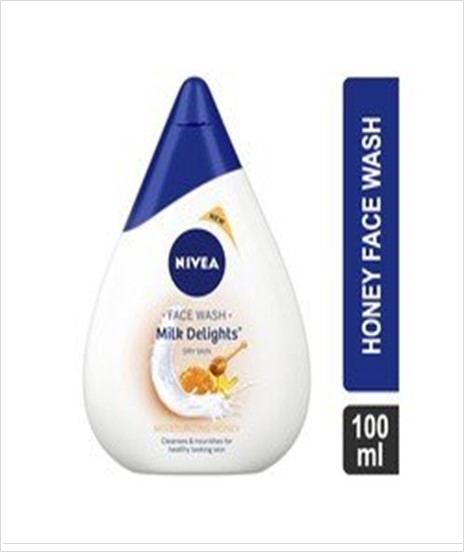 NEW
NIVEA
• FACE WASH •
Milk Delights
DRY SKIN
MOISTURIZING HONEY
Cleanses & nourishes for
healthy looking skin
HONEY FACE WASH
100
ml